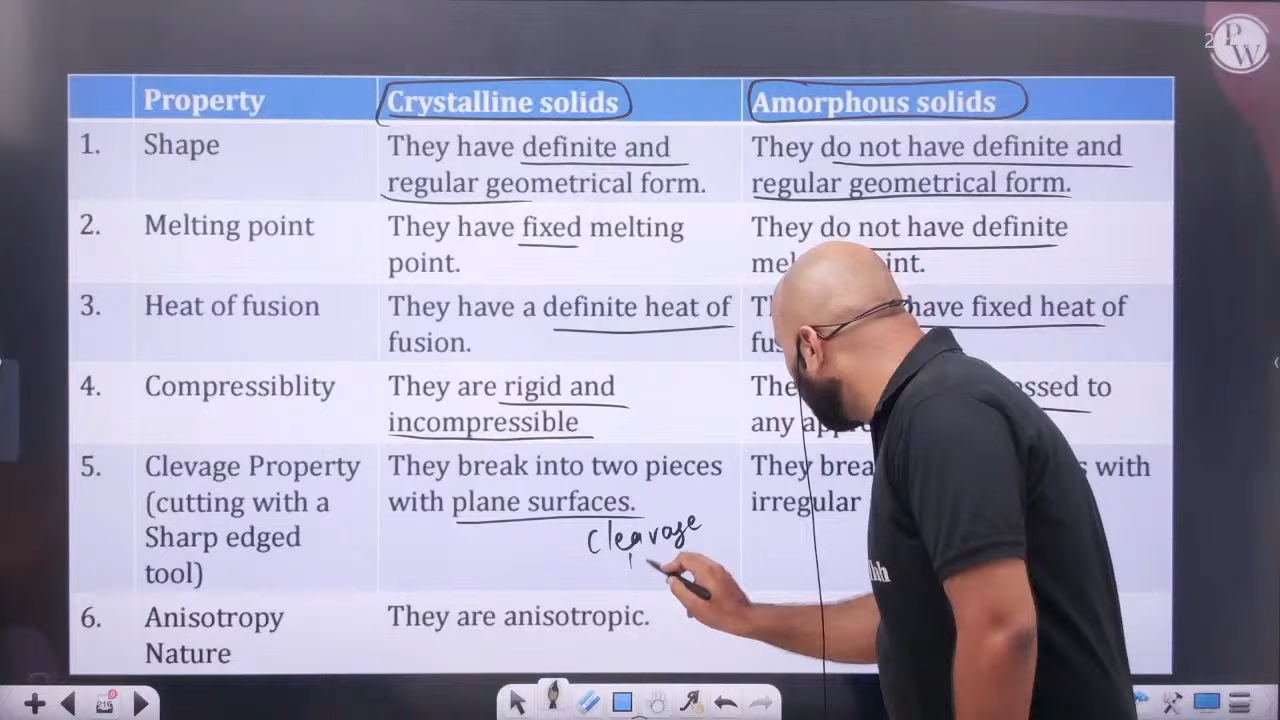 PW
Property Crystalline solids Amorphous solids
1. Shape They have definite and They do not have definite and
regular geometrical form. regular geometrical form.
2. Melting point They have fixed melting They do not have definite
point.
3. Heat of fusion They have a definite heat of have fixed heat of
fusion.
4. Compressiblity They are rigid and to
incompressible any
5. Clevage Property They break into two pieces They with
(cutting with a with plane surfaces. irregular
Sharp edged Cleavage
tool)
6. Anisotropy They are anisotropic.
Nature
216